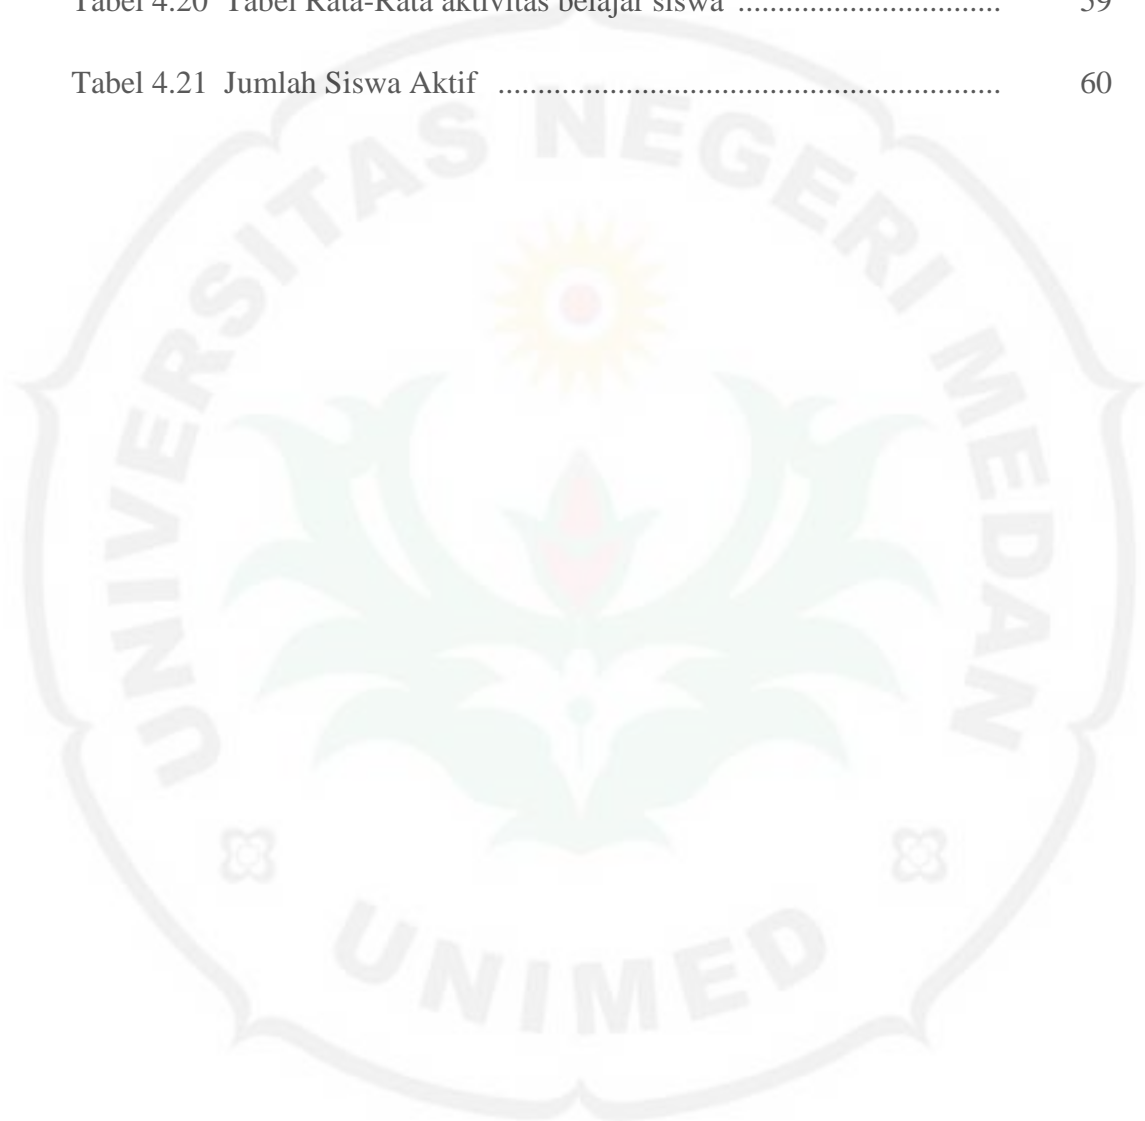 Tabel 4.20 Tabel Rata-Rata aktivitas belajar siswa ................................ 59
Tabel 4.21 Jumlah Siswa Aktif ............................................................... 60
UNIVERSITAS NEGERI MEDAN
UNIMED